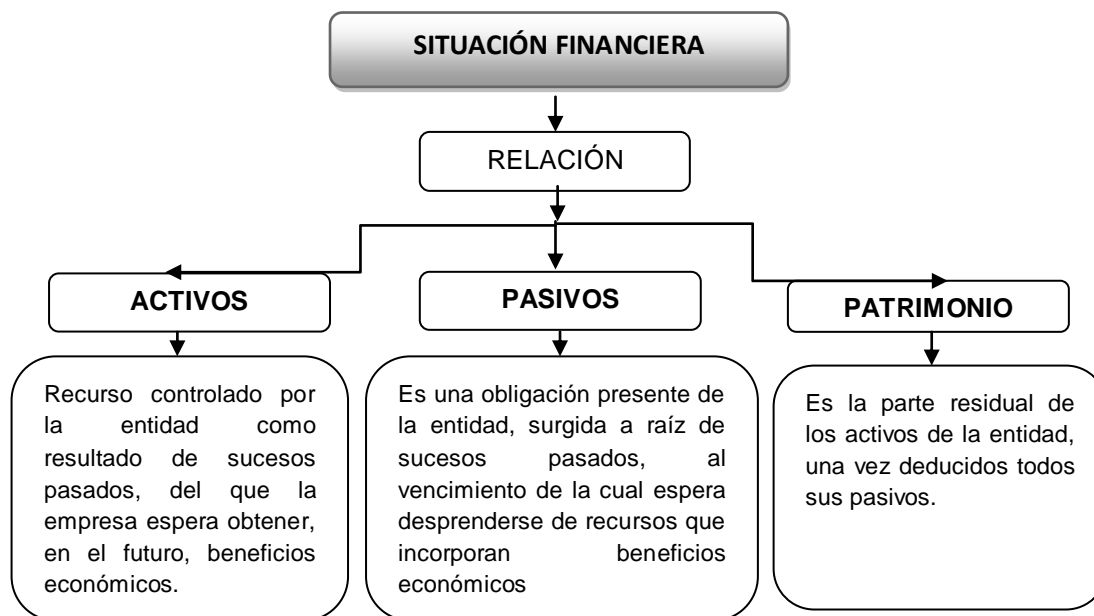 SITUACIÓN FINANCIERA
RELACIÓN
ACTIVOS
PASIVOS
PATRIMONIO
Recurso controlado por
la entidad como
resultado de sucesos
pasados, del que la
empresa espera obtener,
en el futuro, beneficios
económicos.
Es una obligación presente de
la entidad, surgida a raíz de
sucesos pasados, al
vencimiento de la cual espera
desprenderse de recursos que
incorporan beneficios
económicos
Es la parte residual de
los activos de la entidad,
una vez deducidos todos
sus pasivos.